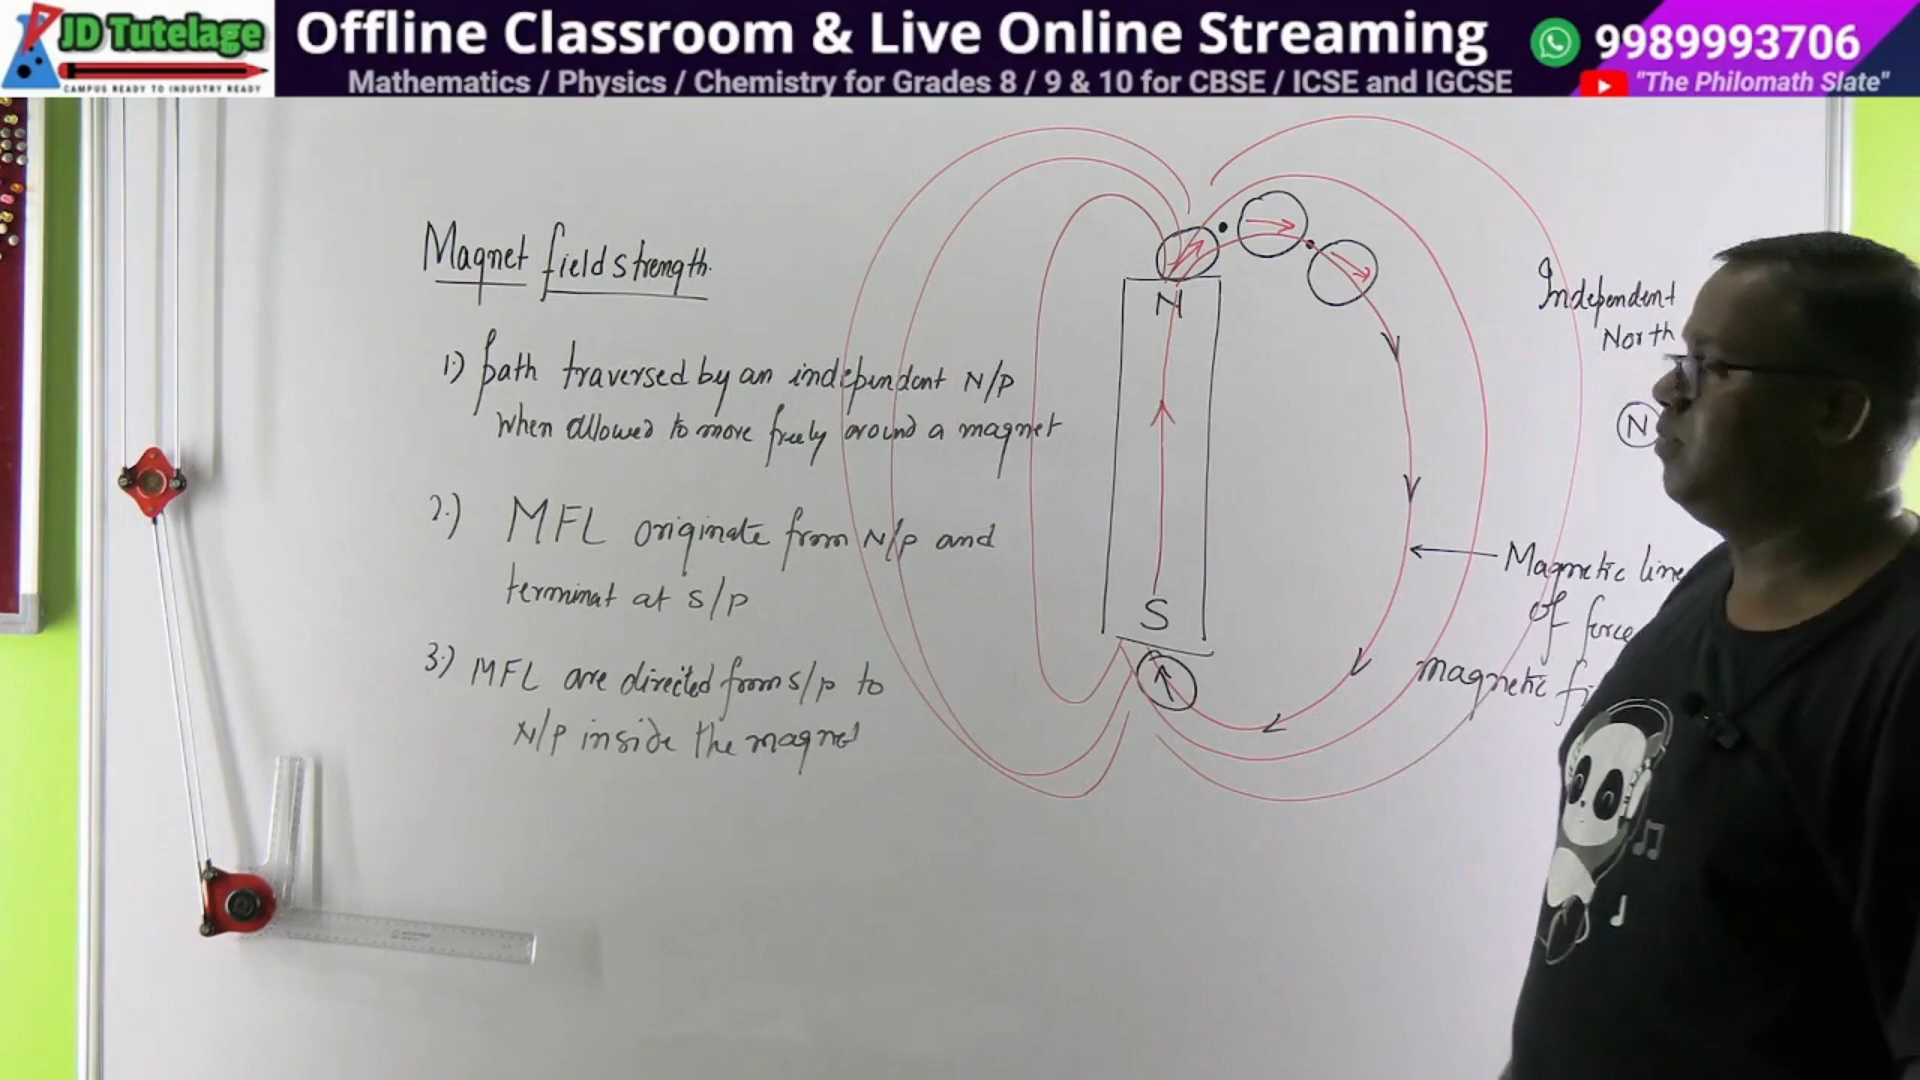 JD Tutelage
CAMPUS READY TO INDUSTRY READY
Offline Classroom & Live Online Streaming
Mathematics / Physics / Chemistry for Grades 8 / 9 & 10 for CBSE / ICSE and IGCSE
9989993706
"The Philomath Slate"
Magnet field strength.
1.) path traversed by an independent N/P
when allowed to move freely around a magnet
2.) MFL originate from N/P and
terminat at S/P
3.) MFL are directed from S/P to
N/P inside the magnet
N
S
Independent
North
N
Magnetic line
of force
magnetic fi